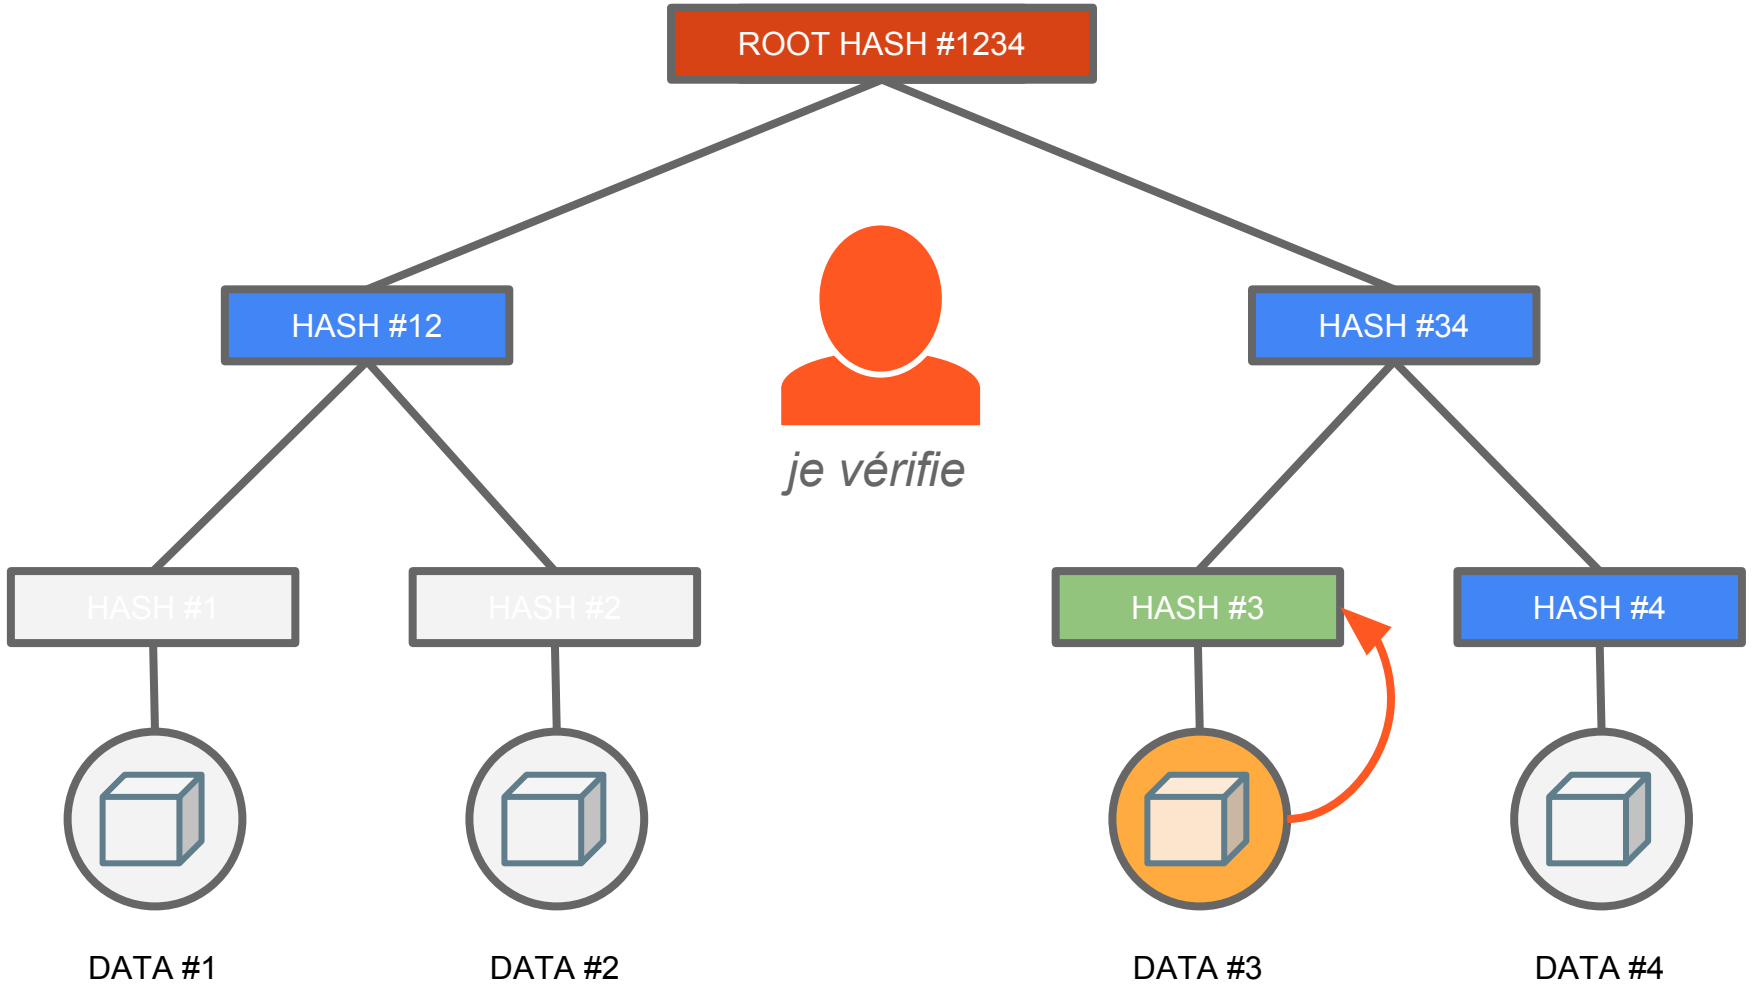 ROOT HASH #1234
HASH #12
HASH #34
je vérifie
HASH #1
HASH #2
HASH #3
HASH #4
DATA #1
DATA #2
DATA #3
DATA #4